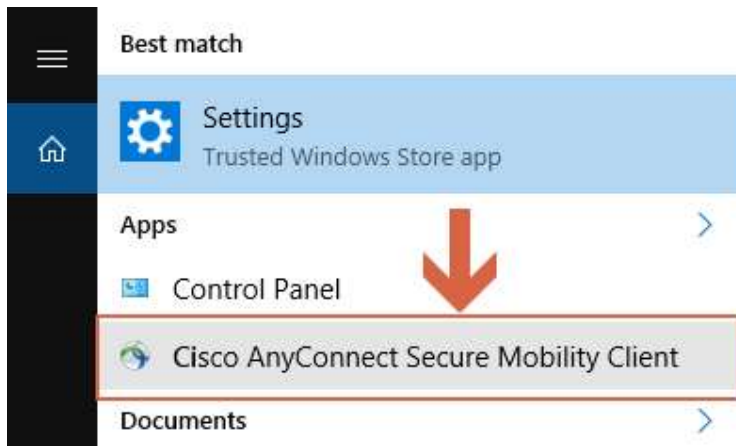 Best match
Settings
Trusted Windows Store app
Apps
Control Panel
Cisco AnyConnect Secure Mobility Client
Documents